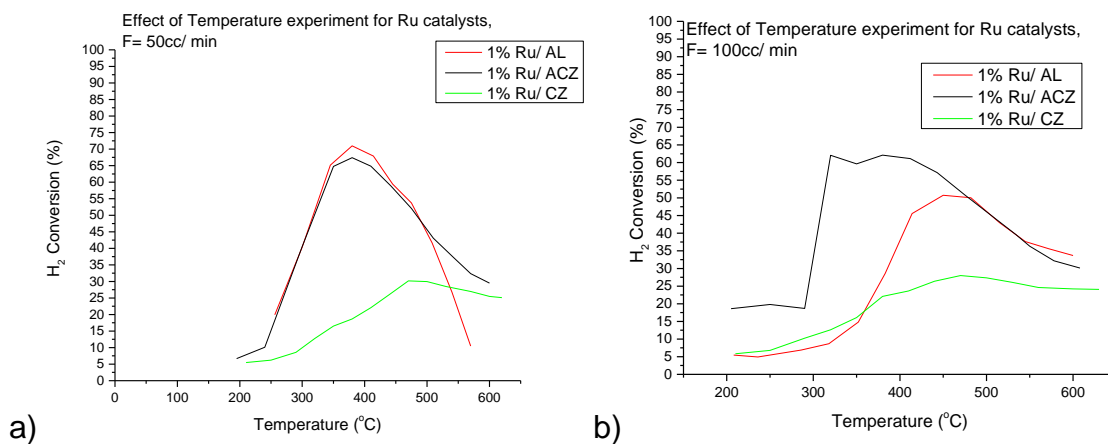 Effect of Temperature experiment for Ru catalysts,
F= 50cc/ min
1% Ru/ AL
1% Ru/ ACZ
1% Ru/ CZ
H2 Conversion (%)
100
95
90
85
80
75
70
65
60
55
50
45
40
35
30
25
20
15
10
5
0
0 100 200 300 400 500 600
Temperature (oC)
a)
Effect of Temperature experiment for Ru catalysts,
F= 100cc/ min
1% Ru/ AL
1% Ru/ ACZ
1% Ru/ CZ
H2 Conversion (%)
100
95
90
85
80
75
70
65
60
55
50
45
40
35
30
25
20
15
10
5
0
200 300 400 500 600
Temperature (oC)
b)